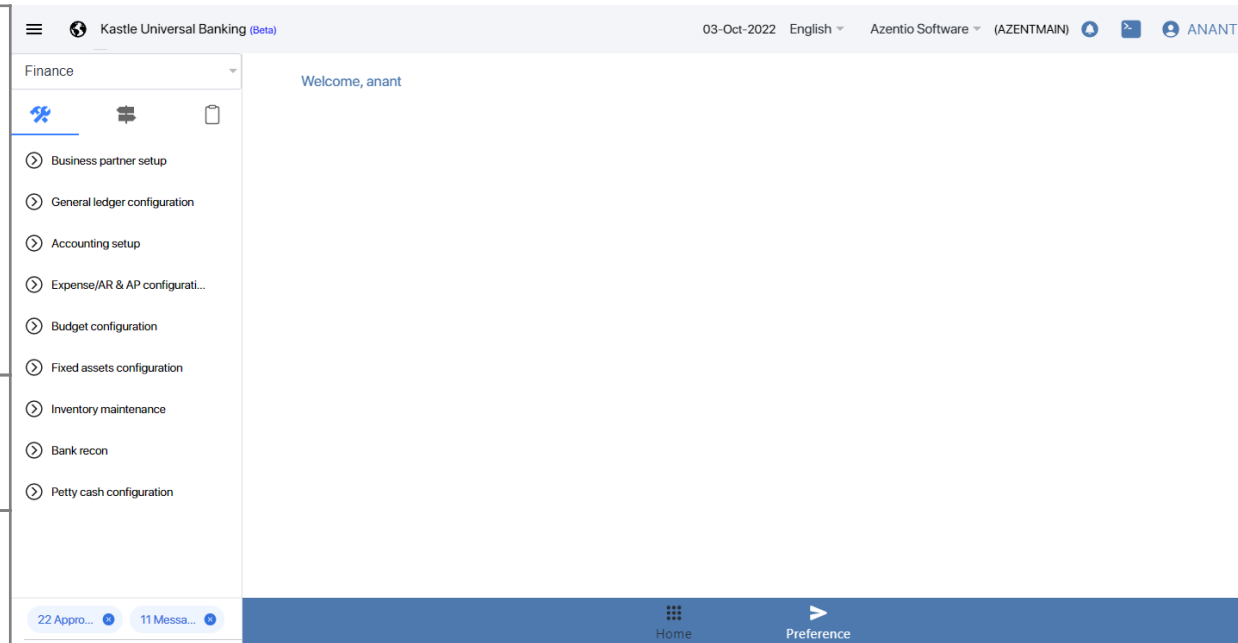 Kastle Universal Banking (Beta)
03-Oct-2022 English Azentio Software (AZENTMAIN) ANANT
Finance
Welcome, anant
Business partner setup
General ledger configuration
Accounting setup
Expense/AR & AP configurati...
Budget configuration
Fixed assets configuration
Inventory maintenance
Bank recon
Petty cash configuration
22 Appro... 11 Messa...
Home
Preference